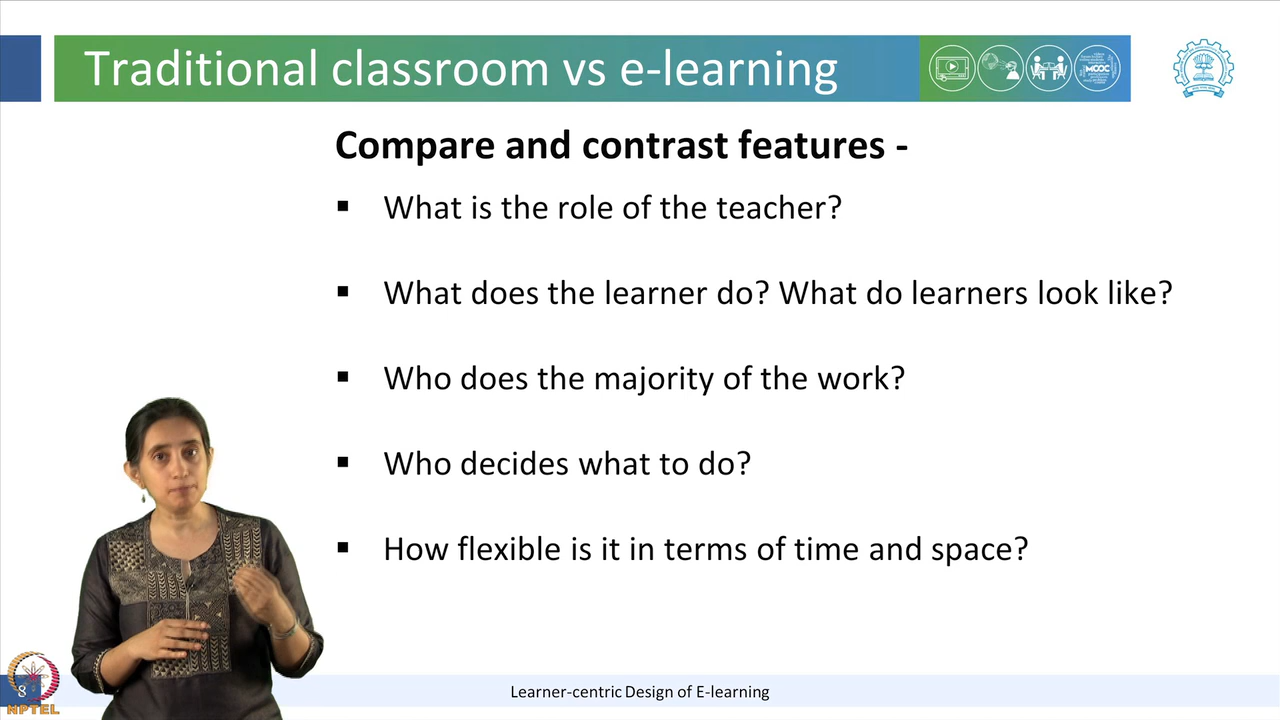 Traditional classroom vs e-learning
MOOC
Compare and contrast features -
▪ What is the role of the teacher?
▪ What does the learner do? What do learners look like?
▪ Who does the majority of the work?
▪ Who decides what to do?
▪ How flexible is it in terms of time and space?
8
NPTEL
Learner-centric Design of E-learning